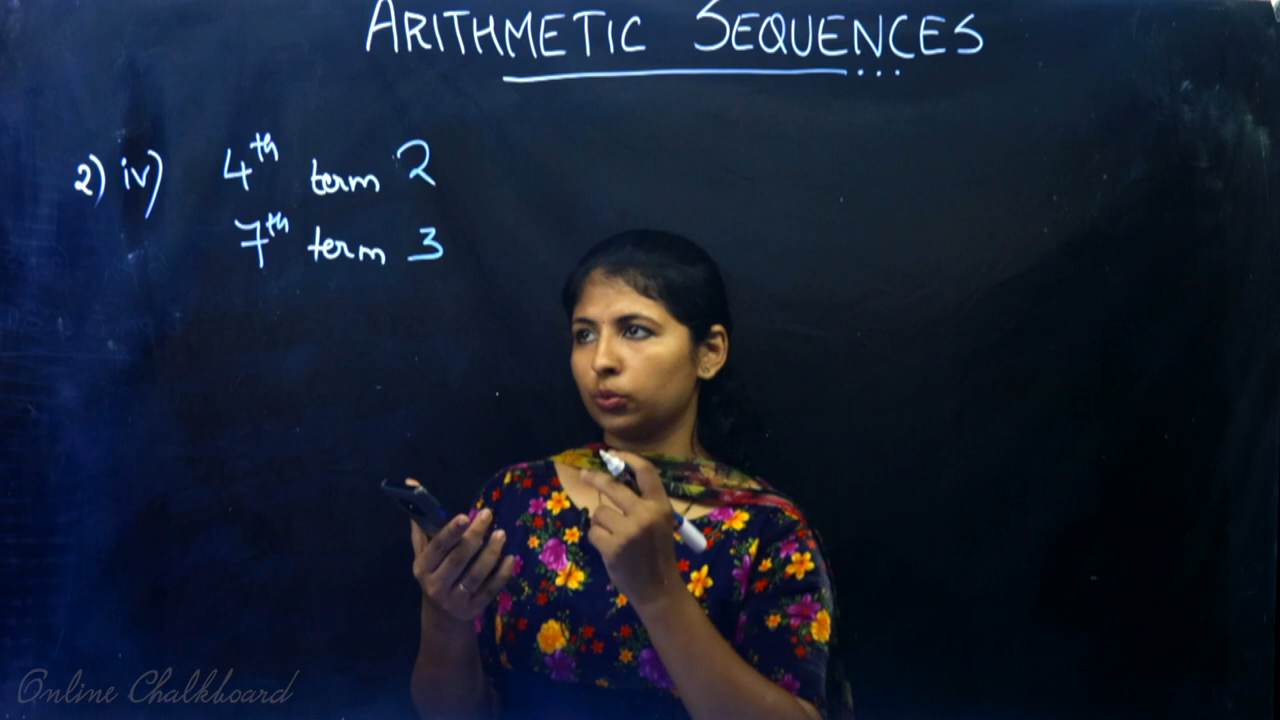 ARITHMETIC SEQUENCES...
2) iv) 4th term 2
7th term 3
Online Chalkboard